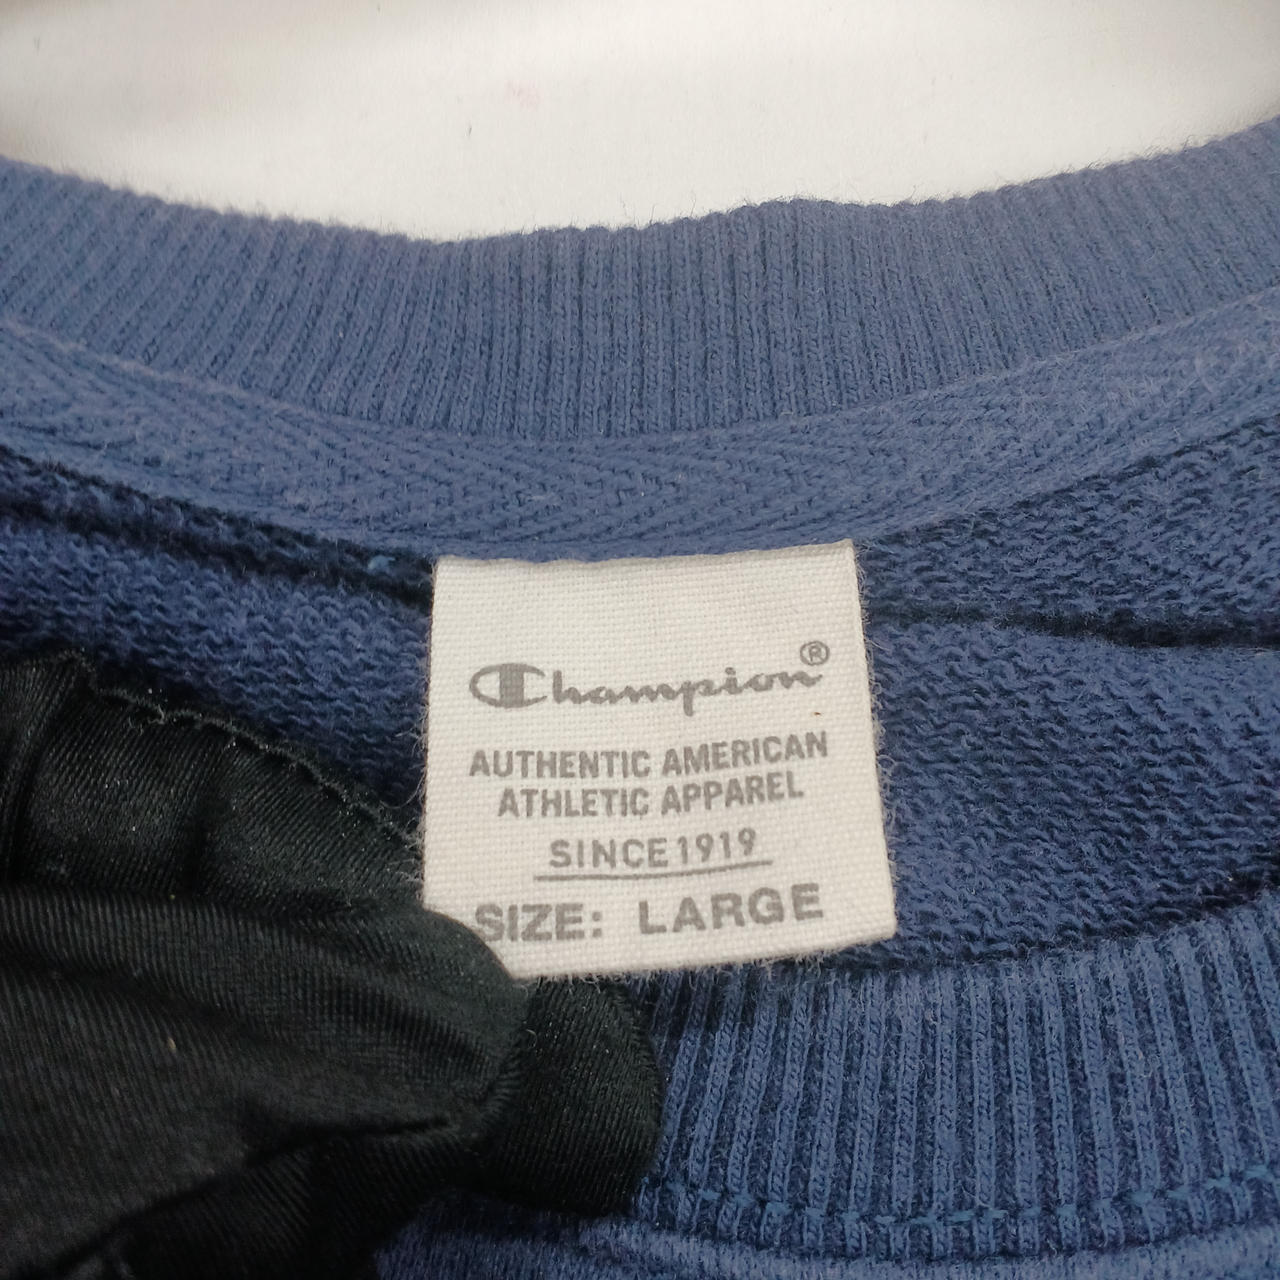 Champion®
AUTHENTIC AMERICAN
ATHLETIC APPAREL
SINCE 1919
SIZE: LARGE